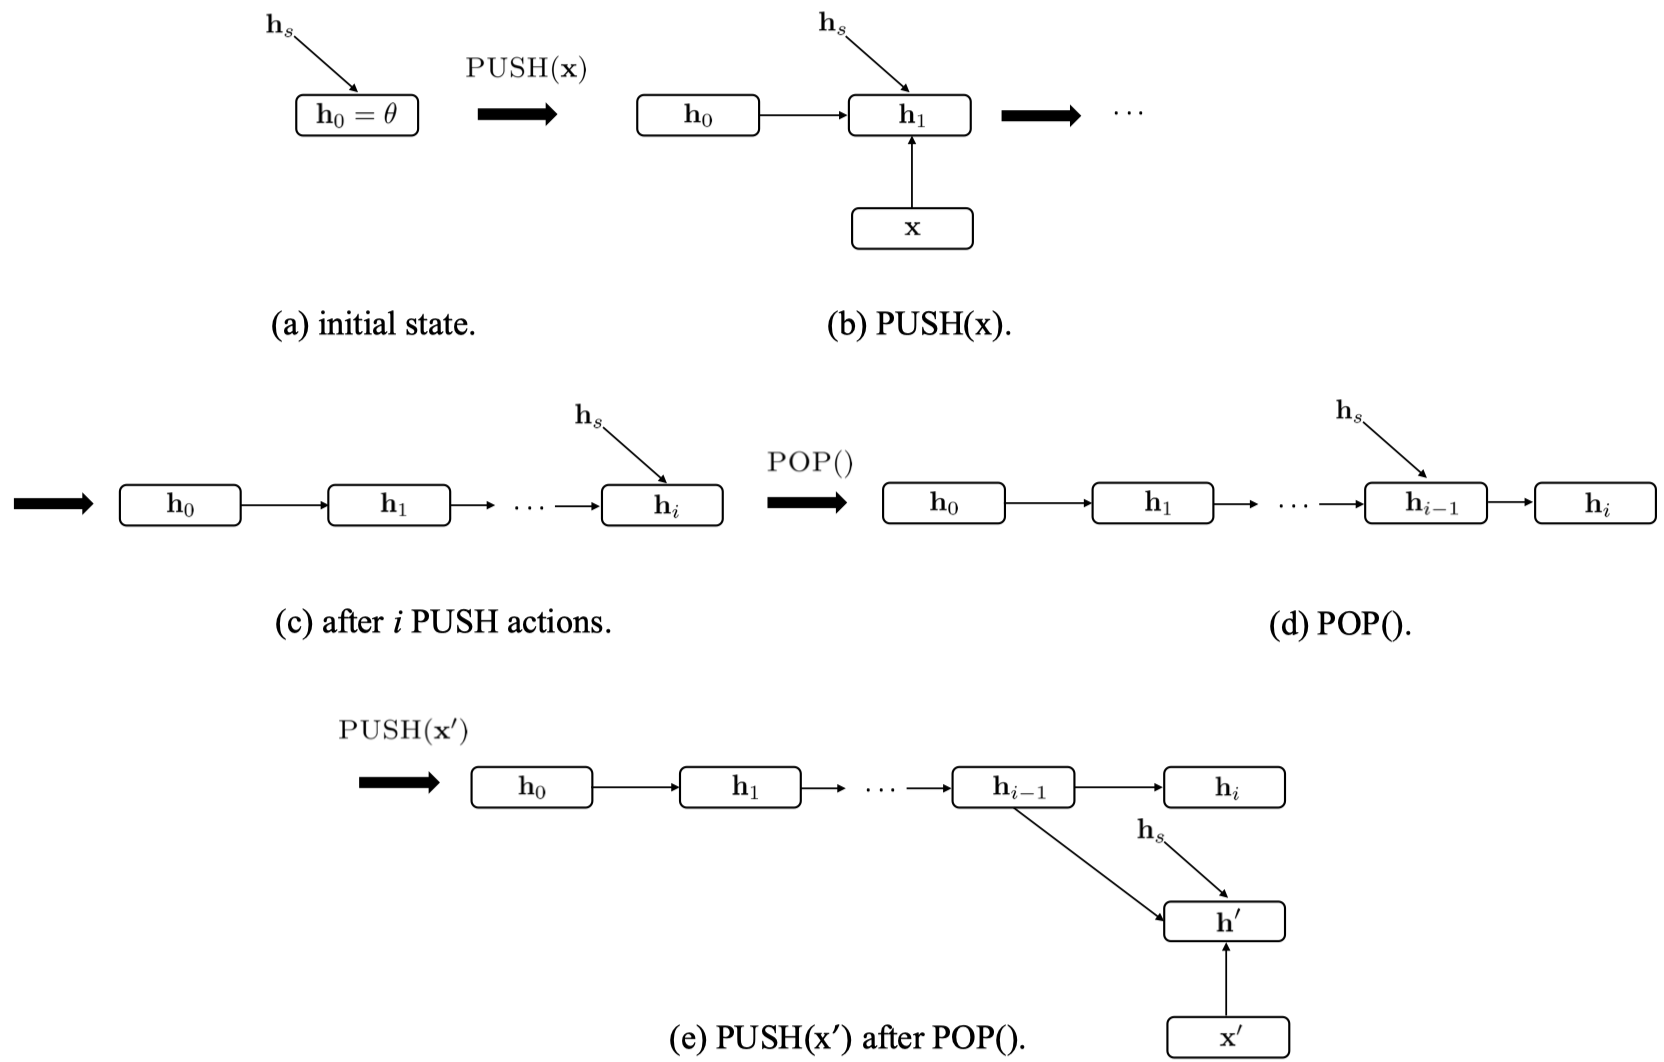 h_s
PUSH(x)
h_0 = θ
h_s
h_0
h_1
· · ·
x
(a) initial state.
(b) PUSH(x).
h_s
h_0
h_1
· · ·
h_i
POP()
h_s
h_0
h_1
· · ·
h_{i−1}
h_i
(c) after i PUSH actions.
(d) POP().
PUSH(x′)
h_0
h_1
· · ·
h_{i−1}
h_i
h_s
h′
x′
(e) PUSH(x′) after POP().